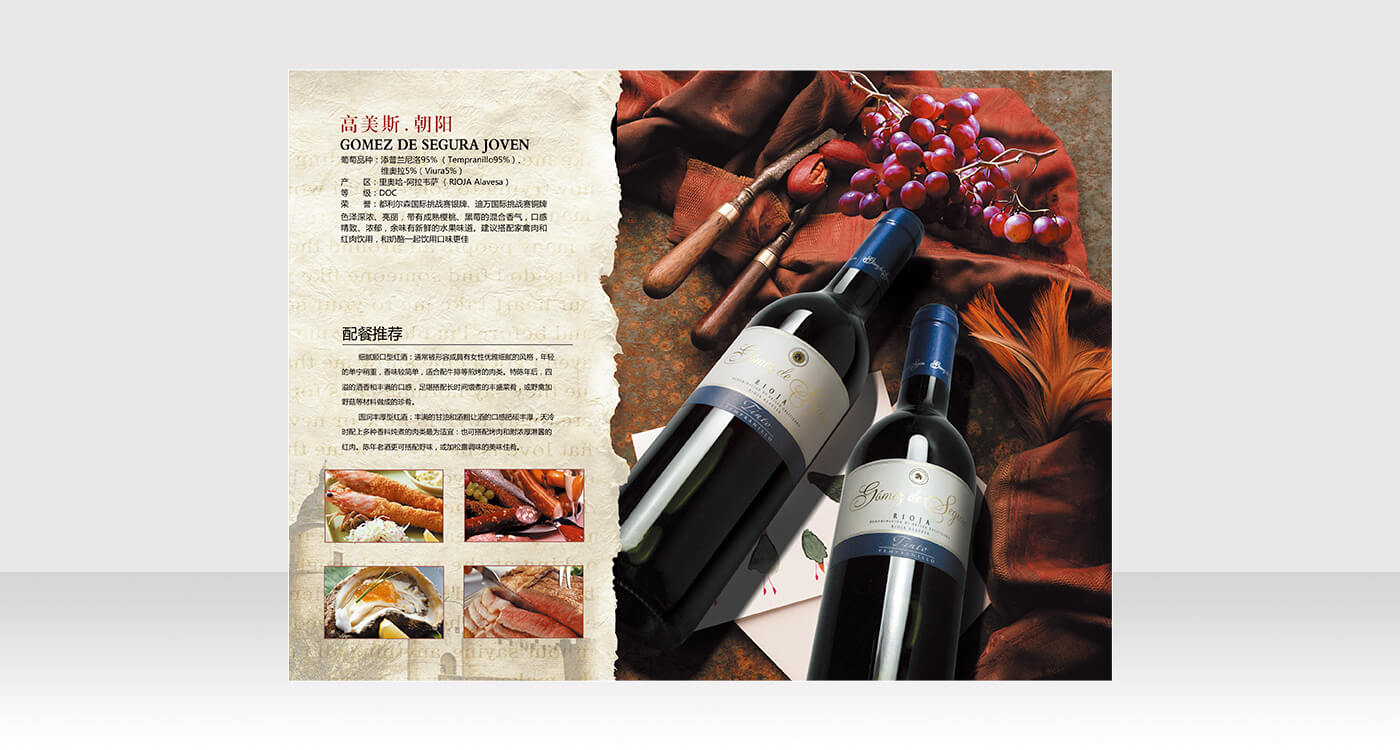 高美斯.朝阳
GOMEZ DE SEGURA JOVEN
葡萄品种：添普兰尼洛95%（Tempranillo95%）、
维奥拉5%（Viura5%）
产 区：里奥哈-阿拉韦萨（RIOJA Alavesa）
等 级：DOC
荣 誉：都利尔森国际挑战赛银牌、迪万国际挑战赛铜牌
色泽深浓、亮丽，带有成熟樱桃、黑莓的混合香气，口感
精致、浓郁，余味有新鲜的水果味道。建议搭配家禽肉和
红肉饮用，和奶酪一起饮用口味更佳
配餐推荐
细腻顺口型红酒：通常被形容成具有女性优雅细腻的风格，年轻
的单宁稍重，香味较简单，适合配牛排等煎烤的肉类。特陈年后，四
溢的酒香和丰满的口感，足堪搭配长时间煨煮的丰盛菜肴，或野禽加
野菇等材料做成的珍肴。
圆润丰厚型红酒：丰满的甘油和酒精让酒的口感肥硕丰厚，天冷
时配上多种香料炖煮的肉类最为适宜：也可搭配烤肉和附浓厚淋酱的
红肉。陈年老酒更可搭配野味，或加松露调味的美味佳肴。
Gómez de
RIOJA
Tinto
TEMPRANILLO
Gómez de Segura
RIOJA
DENOMINACIÓN DE ORIGEN CALIFICADA
RIOJA ALAVESA
Tinto
TEMPRANILLO